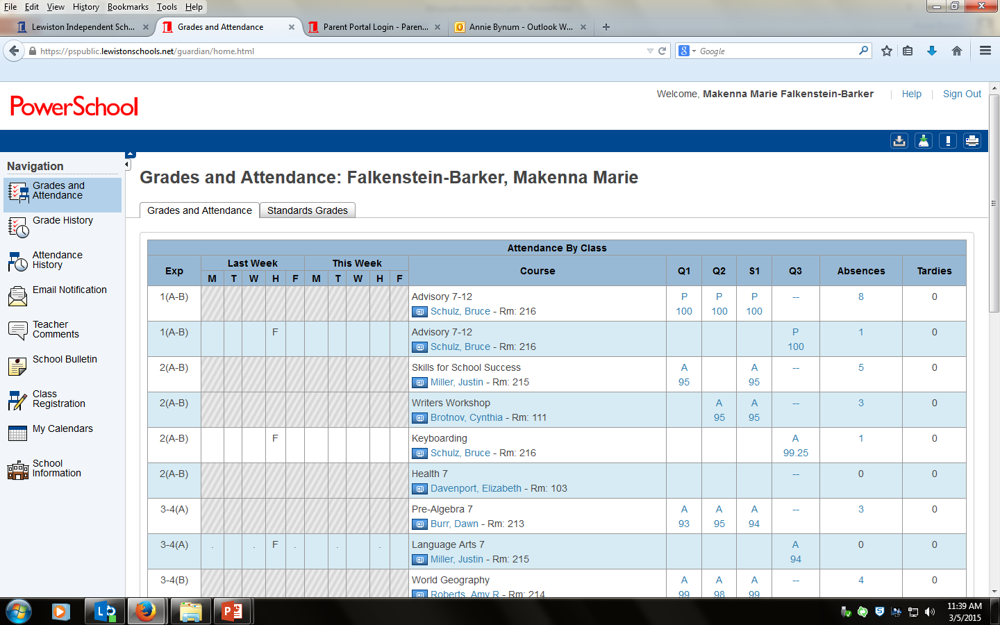 File Edit View History Bookmarks Tools Help
Lewiston Independent Sch... × Grades and Attendance × Parent Portal Login - Paren... × Annie Bynum - Outlook W... × +
https://pspublic.lewistonschools.net/guardian/home.html Google
PowerSchool
Welcome, Makenna Marie Falkenstein-Barker | Help | Sign Out
Navigation
Grades and
Attendance
Grade History
Attendance
History
Email Notification
Teacher
Comments
School Bulletin
Class
Registration
My Calendars
School
Information
Grades and Attendance: Falkenstein-Barker, Makenna Marie
Grades and Attendance Standards Grades
Attendance By Class
Exp Last Week This Week Course Q1 Q2 S1 Q3 Absences Tardies
M T W H F M T W H F
1(A-B) Advisory 7-12 P P P -- 8 0
Schulz, Bruce - Rm: 216 100 100 100
1(A-B) F Advisory 7-12 P 1 0
Schulz, Bruce - Rm: 216 100
2(A-B) Skills for School Success A A -- 5 0
Miller, Justin - Rm: 215 95 95
2(A-B) Writers Workshop A A -- 3 0
Brotnov, Cynthia - Rm: 111 95 95
2(A-B) F Keyboarding A 1 0
Schulz, Bruce - Rm: 216 99.25
2(A-B) Health 7 -- 0 0
Davenport, Elizabeth - Rm: 103
3-4(A) Pre-Algebra 7 A A A -- 3 0
Burr, Dawn - Rm: 213 93 95 94
3-4(A) . . F . . . Language Arts 7 A 0 0
Miller, Justin - Rm: 215 94
3-4(B) World Geography A A A -- 4 0
Roberts, Amy R - Rm: 214 99 98 99
11:39 AM
3/5/2015